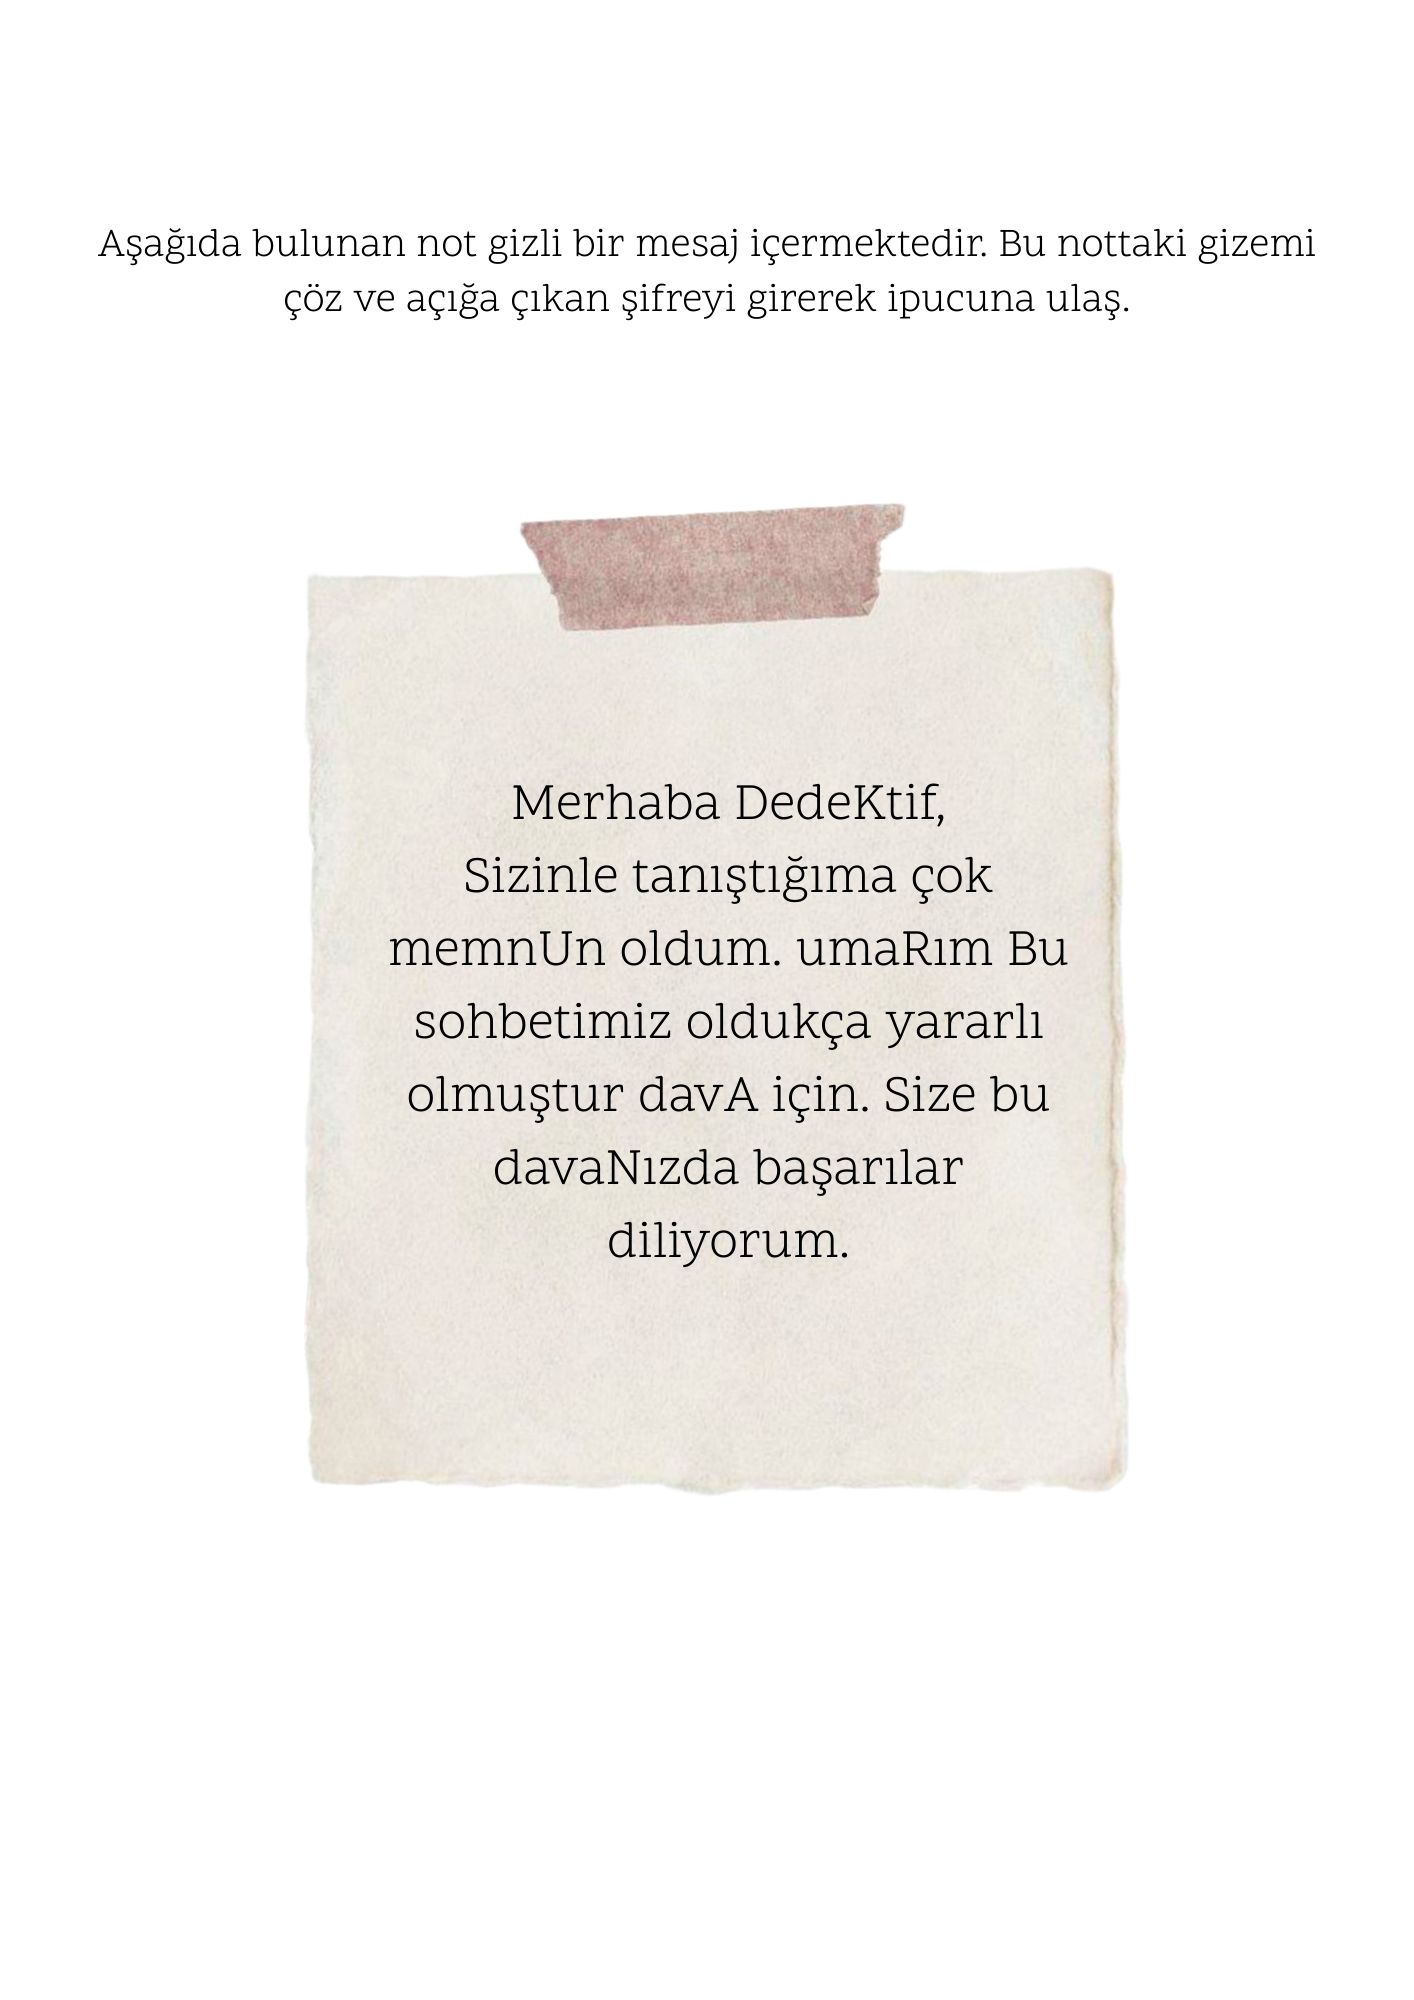 Aşağıda bulunan not gizli bir mesaj içermektedir. Bu nottaki gizemi
çöz ve açığa çıkan şifreyi girerek ipucuna ulaş.
Merhaba DedeKtif,
Sizinle tanıştığıma çok
memnUn oldum. umaRım Bu
sohbetimiz oldukça yararlı
olmuştur davA için. Size bu
davaNızda başarılar
diliyorum.